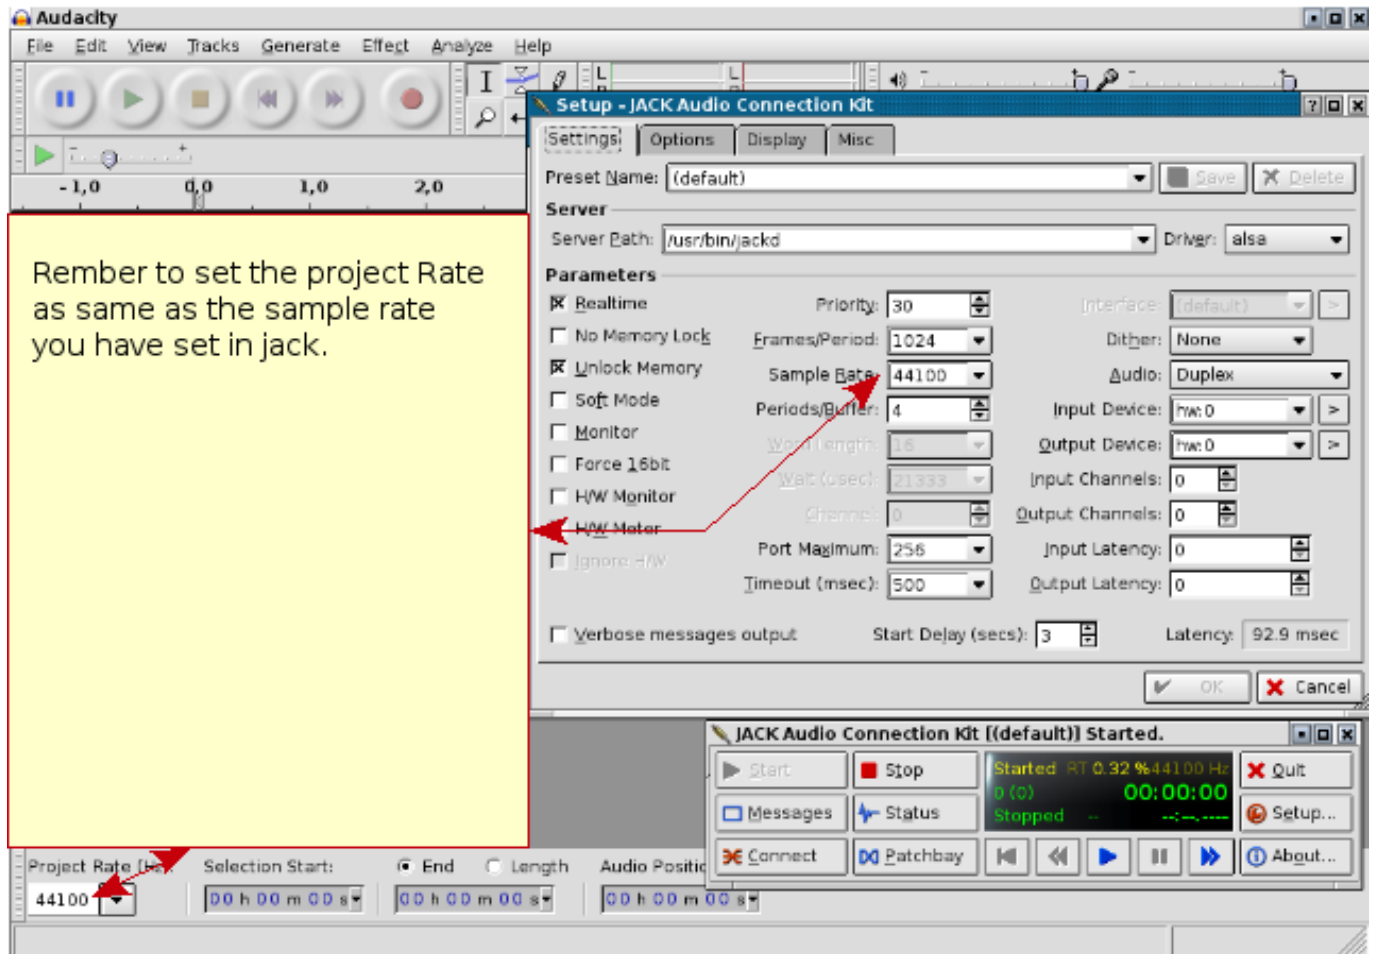 Audacity
File Edit View Tracks Generate Effect Analyze Help
Setup - JACK Audio Connection Kit
Settings Options Display Misc
-1,0 0,0 1,0 2,0
Preset Name: (default) Save Delete
Server
Server Path: /usr/bin/jackd Driver: alsa
Parameters
Realtime Priority: 30 Interface: (default) >
No Memory Lock Frames/Period: 1024 Dither: None
Unlock Memory Sample Rate: 44100 Audio: Duplex
Soft Mode Periods/Buffer: 4 Input Device: hw:0 >
Monitor Word Length: 16 Output Device: hw:0 >
Force 16bit Wait (usec): 21333 Input Channels: 0
H/W Monitor Channel: 0 Output Channels: 0
H/W Meter Port Maximum: 256 Input Latency: 0
Ignore H/W Timeout (msec): 500 Output Latency: 0
Verbose messages output Start Delay (secs): 3 Latency: 92.9 msec
OK Cancel
Rember to set the project Rate
as same as the sample rate
you have set in jack.
JACK Audio Connection Kit [(default)] Started.
Start Stop Started RT 0.32 % 44100 Hz Quit
0 (0) 00:00:00
Messages Status Stopped -- --:--.---- Setup...
Connect Patchbay About...
Project Rate (Hz): Selection Start: End Length Audio Positio
44100 00 h 00 m 00 s 00 h 00 m 00 s 00 h 00 m 00 s